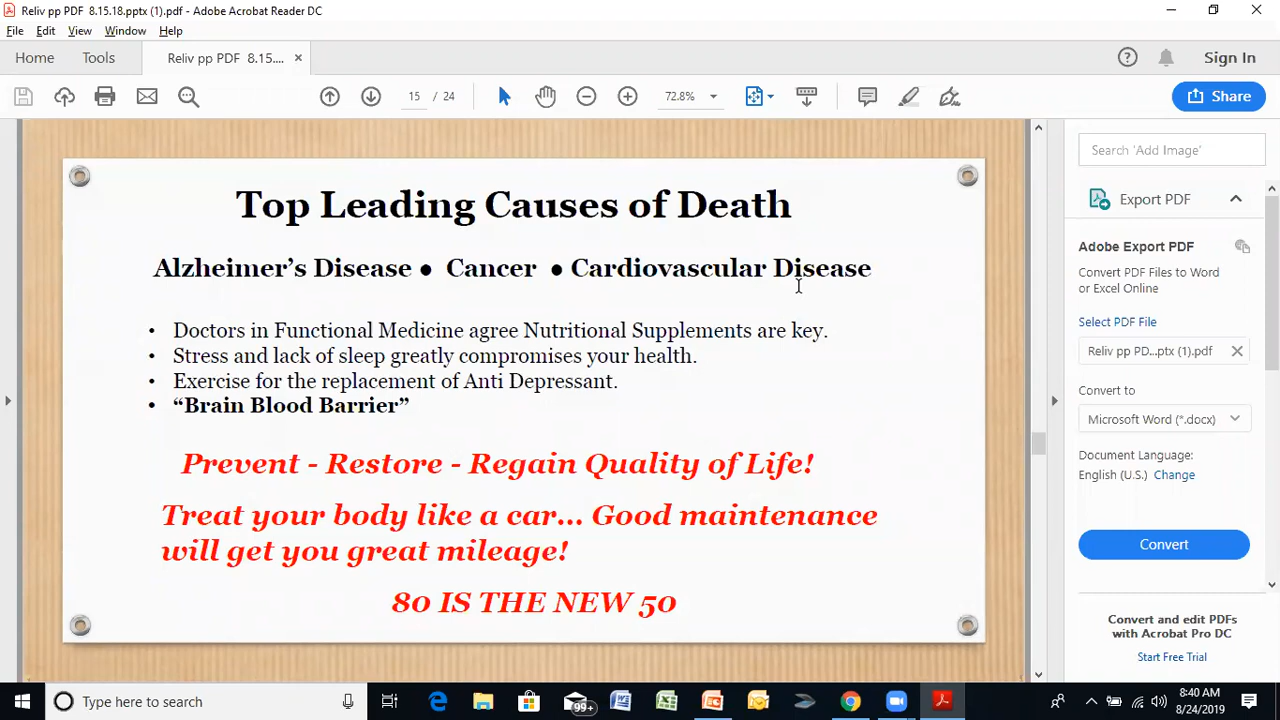 Reliv pp PDF 8.15.18.pptx (1).pdf - Adobe Acrobat Reader DC
File Edit View Window Help
Home Tools Reliv pp PDF 8.15.... × Sign In
15 / 24 72.8% Share
Search 'Add Image'
Top Leading Causes of Death
Alzheimer's Disease ● Cancer ● Cardiovascular Disease
• Doctors in Functional Medicine agree Nutritional Supplements are key.
• Stress and lack of sleep greatly compromises your health.
• Exercise for the replacement of Anti Depressant.
• “Brain Blood Barrier”
Prevent - Restore - Regain Quality of Life!
Treat your body like a car... Good maintenance
will get you great mileage!
80 IS THE NEW 50
Export PDF
Adobe Export PDF
Convert PDF Files to Word
or Excel Online
Select PDF File
Reliv pp PD...ptx (1).pdf
Convert to
Microsoft Word (*.docx)
Document Language:
English (U.S.) Change
Convert
Convert and edit PDFs
with Acrobat Pro DC
Start Free Trial
Type here to search
99+
8:40 AM
8/24/2019